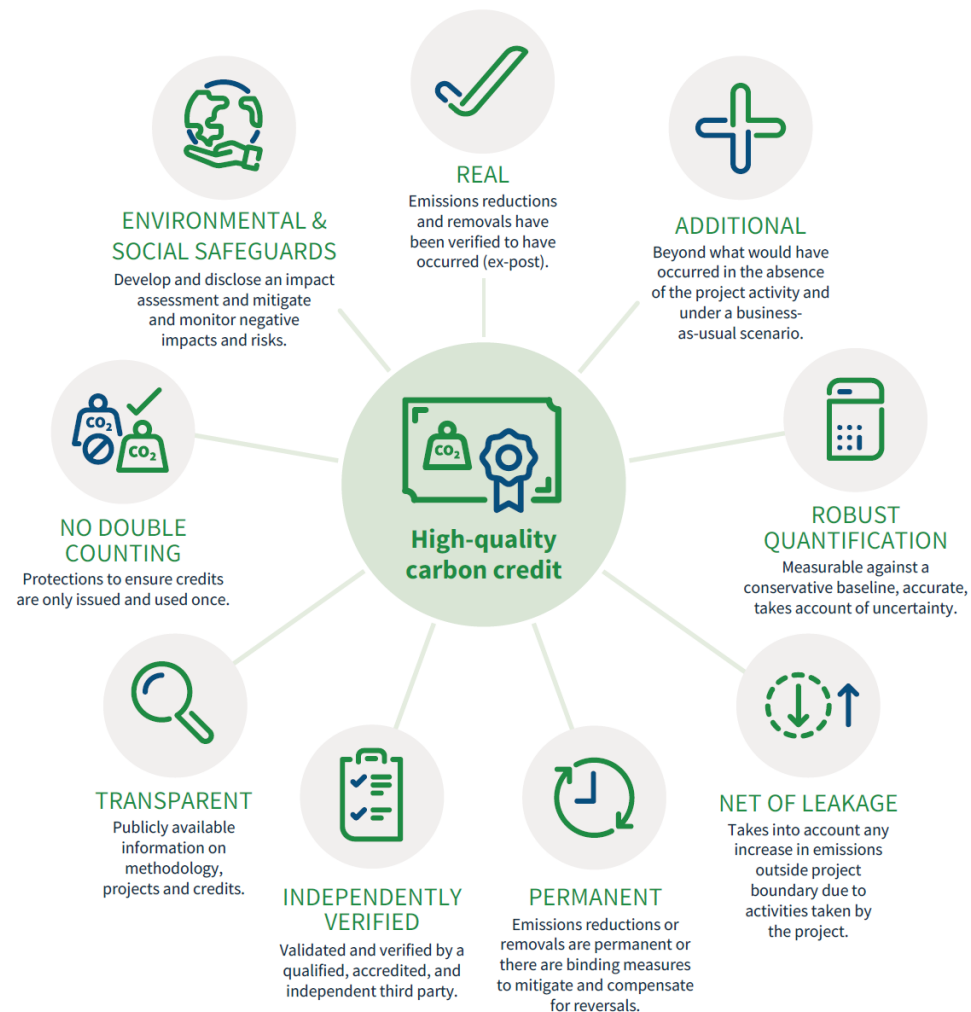 REAL
Emissions reductions
and removals have
been verified to have
occurred (ex-post).
ADDITIONAL
Beyond what would have
occurred in the absence
of the project activity and
under a business-
as-usual scenario.
ROBUST
QUANTIFICATION
Measurable against a
conservative baseline, accurate,
takes account of uncertainty.
NET OF LEAKAGE
Takes into account any
increase in emissions
outside project
boundary due to
activities taken by
the project.
PERMANENT
Emissions reductions or
removals are permanent or
there are binding measures
to mitigate and compensate
for reversals.
INDEPENDENTLY
VERIFIED
Validated and verified by a
qualified, accredited, and
independent third party.
TRANSPARENT
Publicly available
information on
methodology,
projects and credits.
CO₂
CO₂
NO DOUBLE
COUNTING
Protections to ensure credits
are only issued and used once.
ENVIRONMENTAL &
SOCIAL SAFEGUARDS
Develop and disclose an impact
assessment and mitigate
and monitor negative
impacts and risks.
CO₂
High-quality
carbon credit